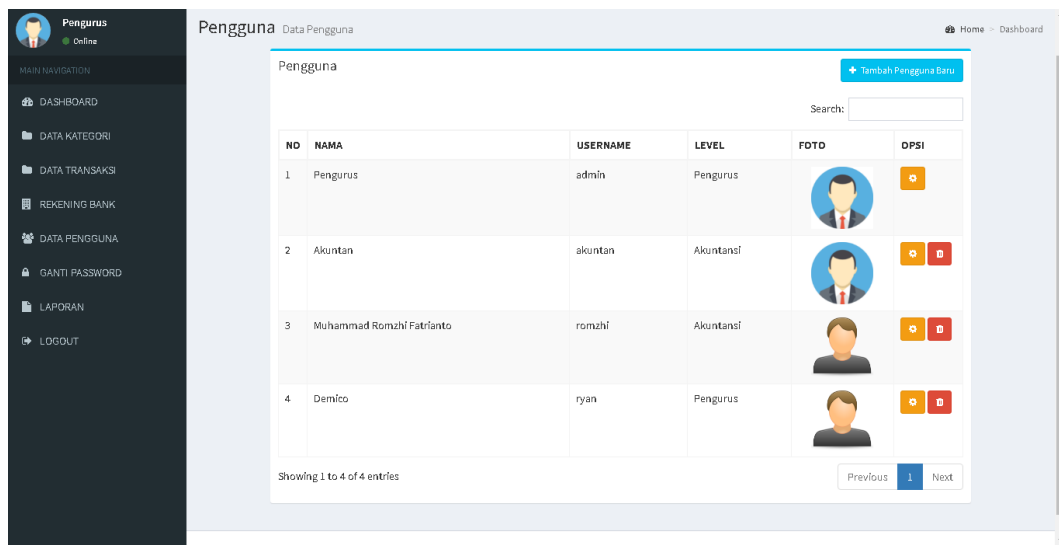 Pengurus
Online
MAIN NAVIGATION
DASHBOARD
DATA KATEGORI
DATA TRANSAKSI
REKENING BANK
DATA PENGGUNA
GANTI PASSWORD
LAPORAN
LOGOUT
Pengguna Data Pengguna
Home > Dashboard
Pengguna
Tambah Pengguna Baru
Search:
NO NAMA USERNAME LEVEL FOTO OPSI
1 Pengurus admin Pengurus
2 Akuntan akuntan Akuntansi
3 Muhammad Romzhi Fatrianto romzhi Akuntansi
4 Demico ryan Pengurus
Showing 1 to 4 of 4 entries
Previous 1 Next